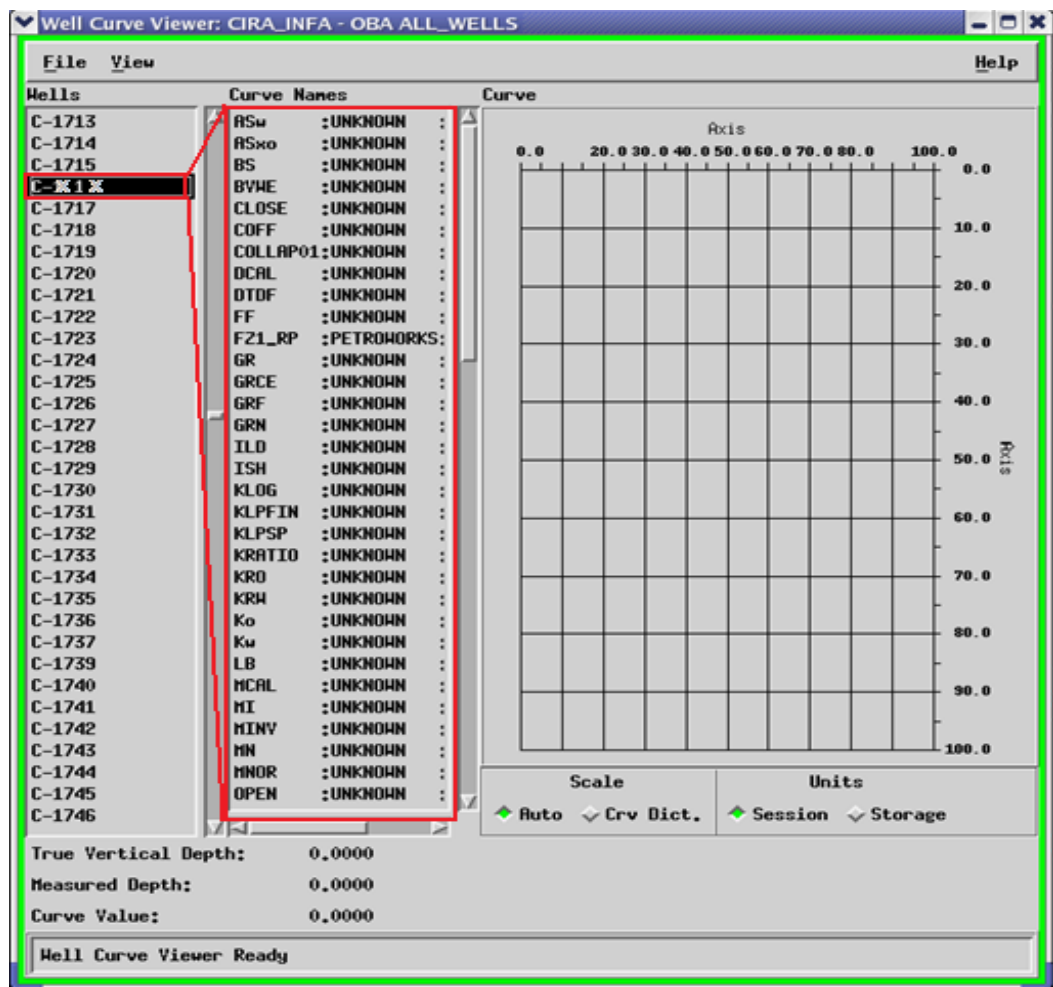 Well Curve Viewer: CIRA_INFA - OBA ALL_WELLS
File View Help
Wells Curve Names Curve
C-1713
C-1714
C-1715
C-1717
C-1718
C-1719
C-1720
C-1721
C-1722
C-1723
C-1724
C-1725
C-1726
C-1727
C-1728
C-1729
C-1730
C-1731
C-1732
C-1733
C-1734
C-1735
C-1736
C-1737
C-1739
C-1740
C-1741
C-1742
C-1743
C-1744
C-1745
C-1746
ASw :UNKNOWN :
ASxo :UNKNOWN :
BS :UNKNOWN :
BVWE :UNKNOWN :
CLOSE :UNKNOWN :
COFF :UNKNOWN :
COLLAP01:UNKNOWN :
DCAL :UNKNOWN :
DTDF :UNKNOWN :
FF :UNKNOWN :
FZI_RP :PETROWORKS:
GR :UNKNOWN :
GRCE :UNKNOWN :
GRF :UNKNOWN :
GRN :UNKNOWN :
ILD :UNKNOWN :
ISH :UNKNOWN :
KLOG :UNKNOWN :
KLPFIN :UNKNOWN :
KLPSP :UNKNOWN :
KRATIO :UNKNOWN :
KRO :UNKNOWN :
KRW :UNKNOWN :
Ko :UNKNOWN :
Kw :UNKNOWN :
LB :UNKNOWN :
MCAL :UNKNOWN :
MI :UNKNOWN :
MINV :UNKNOWN :
MN :UNKNOWN :
MNOR :UNKNOWN :
OPEN :UNKNOWN :
Axis
0.0 20.0 30.0 40.0 50.0 60.0 70.0 80.0 100.0
0.0
10.0
20.0
30.0
40.0
50.0
60.0
70.0
80.0
90.0
100.0
Axis
Scale Units
Auto Crv Dict. Session Storage
True Vertical Depth: 0.0000
Measured Depth: 0.0000
Curve Value: 0.0000
Well Curve Viewer Ready